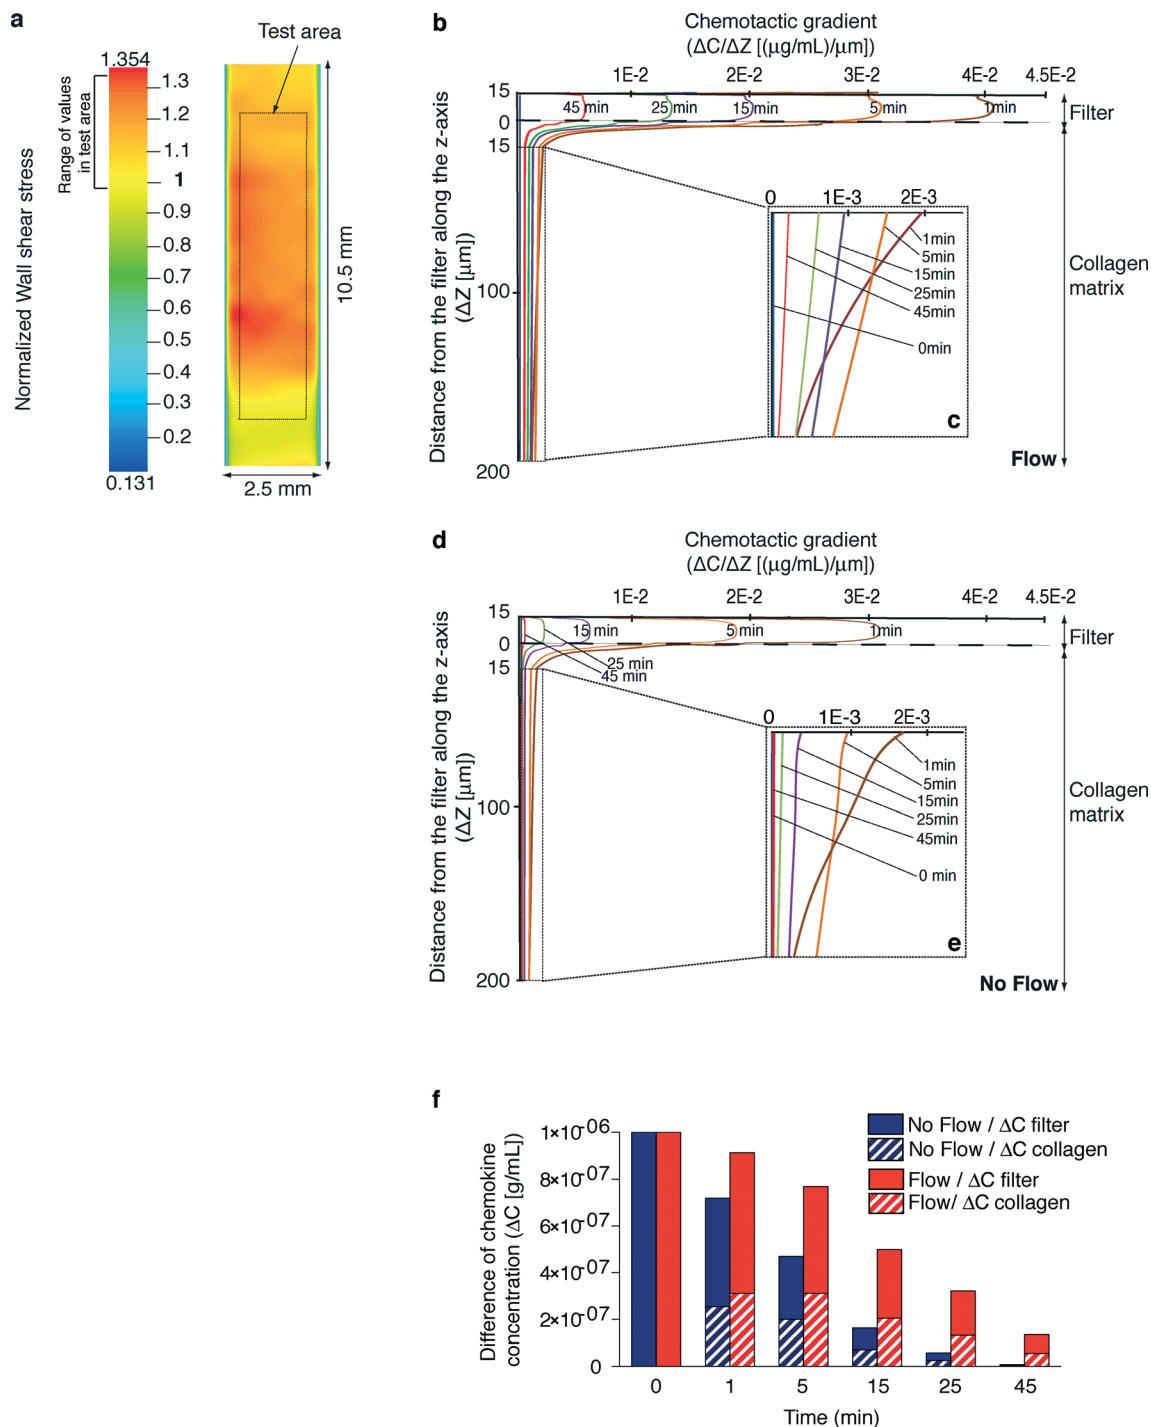 a
Test area
1.354
1.3
1.2
1.1
1
0.9
0.8
0.7
0.6
0.5
0.4
0.3
0.2
0.131
Range of values
in test area
Normalized Wall shear stress
10.5 mm
2.5 mm
b
Chemotactic gradient
(ΔC/ΔZ [(µg/mL)/µm])
1E-2 2E-2 3E-2 4E-2 4.5E-2
15
0
15
100
200
45 min 25 min 15min 5 min 1min
Filter
Distance from the filter along the z-axis
(ΔZ [µm])
0 1E-3 2E-3
1min
5min
15min
25min
45min
0min
c
Collagen
matrix
Flow
d
Chemotactic gradient
(ΔC/ΔZ [(µg/mL)/µm])
1E-2 2E-2 3E-2 4E-2 4.5E-2
15
0
15
100
200
15 min 5 min 1min
25 min
45 min
Filter
Distance from the filter along the z-axis
(ΔZ [µm])
0 1E-3 2E-3
1min
5min
15min
25min
45min
0 min
e
Collagen
matrix
No Flow
f
No Flow / ΔC filter
No Flow / ΔC collagen
Flow / ΔC filter
Flow/ ΔC collagen
Difference of chemokine
concentration (ΔC [g/mL])
1×10-06
8×10-07
6×10-07
4×10-07
2×10-07
0
0 1 5 15 25 45
Time (min)